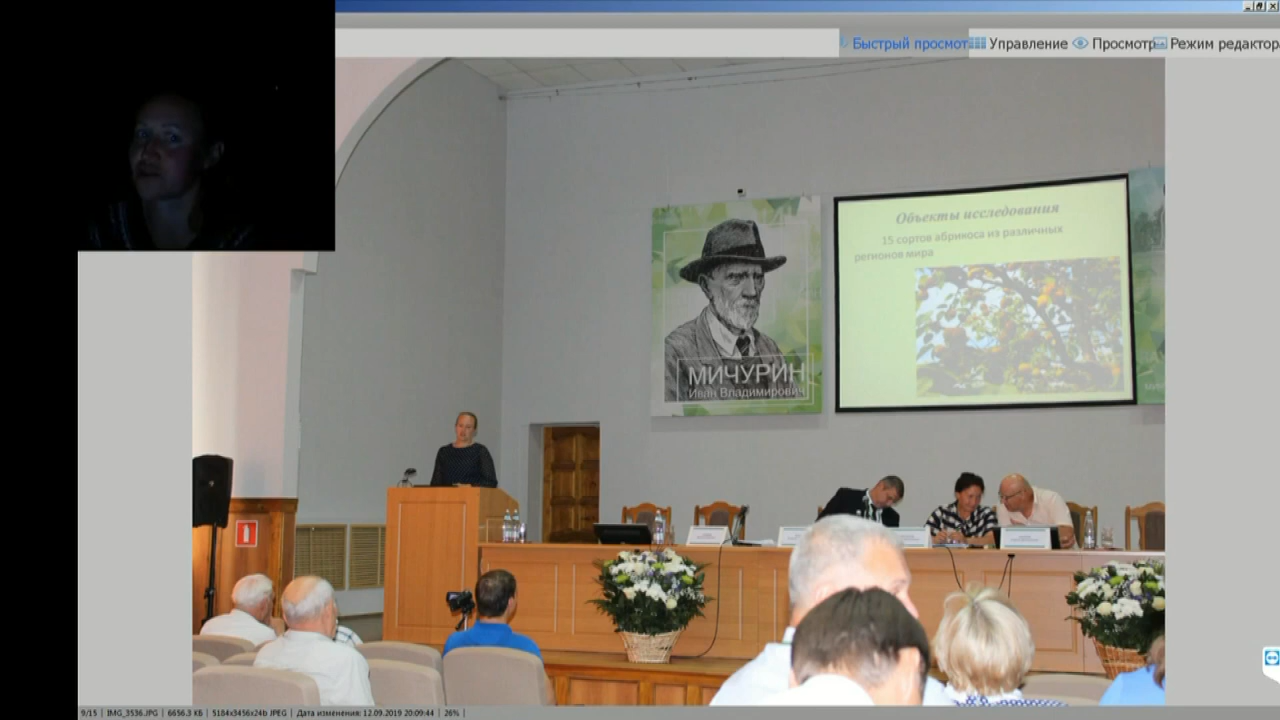 Быстрый просмот
Управление
Просмотр
Режим редактор
Объекты исследования
15 сортов абрикоса из различных
регионов мира
МИЧУРИН
Иван Владимирович
9/15 | IMG_3536.JPG | 6656.3 КБ | 5184x3456x24b JPEG | Дата изменения: 12.09.2019 20:09:44 | 26% |